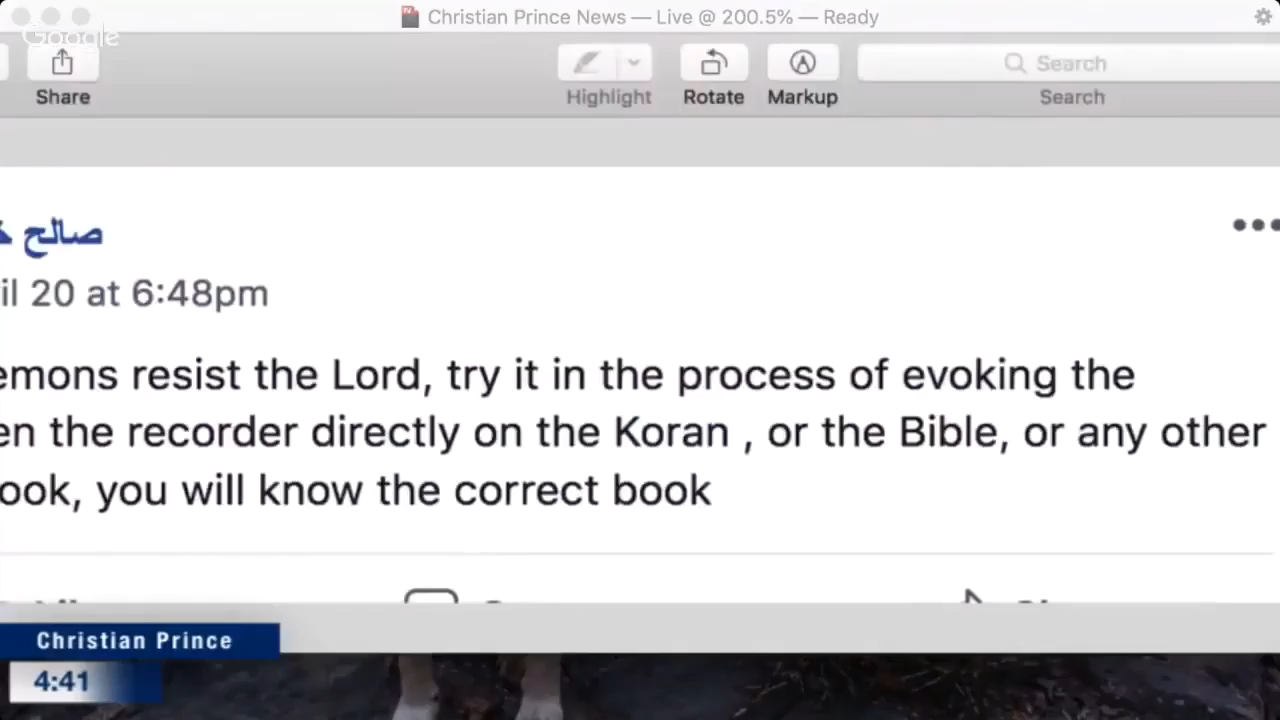 Christian Prince News — Live @ 200.5% — Ready
Google
Share
Highlight
Rotate
Markup
Search
Search
صالح
il 20 at 6:48pm
emons resist the Lord, try it in the process of evoking the
en the recorder directly on the Koran , or the Bible, or any other
ook, you will know the correct book
Christian Prince
4:41